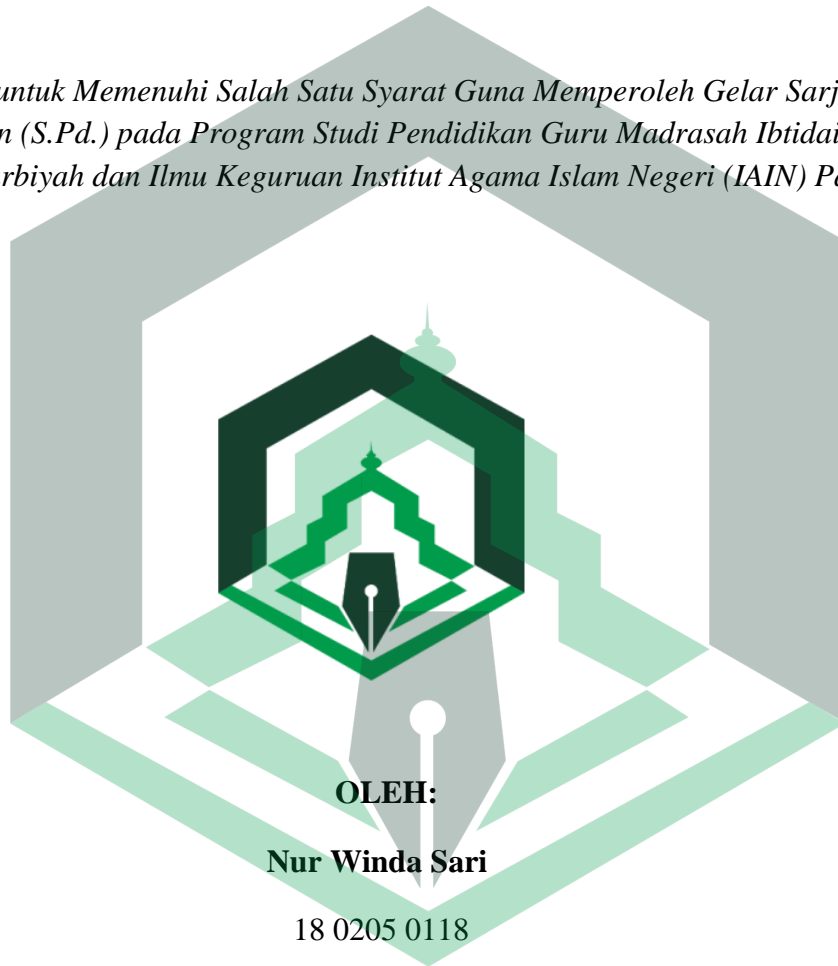 untuk Memenuhi Salah Satu Syarat Guna Memperoleh Gelar Sarj
n (S.Pd.) pada Program Studi Pendidikan Guru Madrasah Ibtidai
rbiyah dan Ilmu Keguruan Institut Agama Islam Negeri (IAIN) Pa
OLEH:
Nur Winda Sari
18 0205 0118